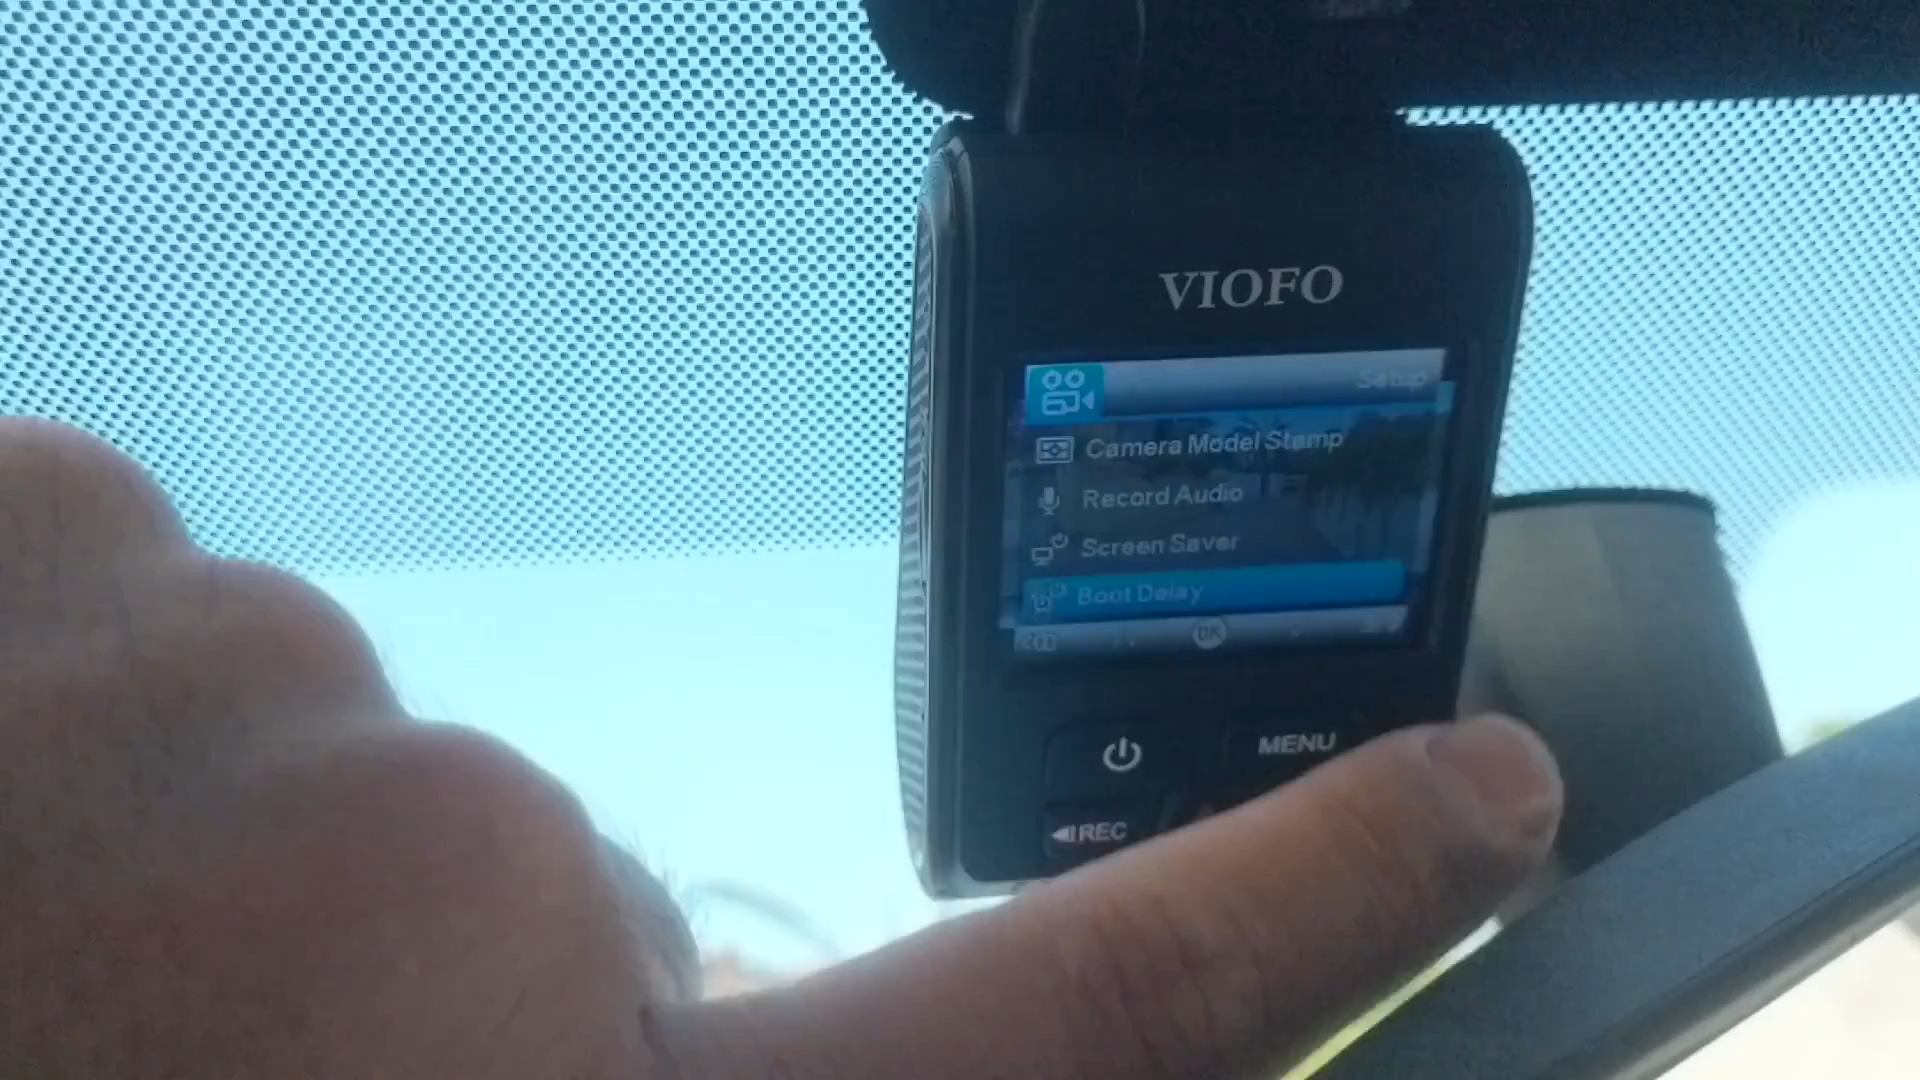 VIOFO
Setup
Camera Model Stamp
Record Audio
Screen Saver
Boot Delay
OK
MENU
REC